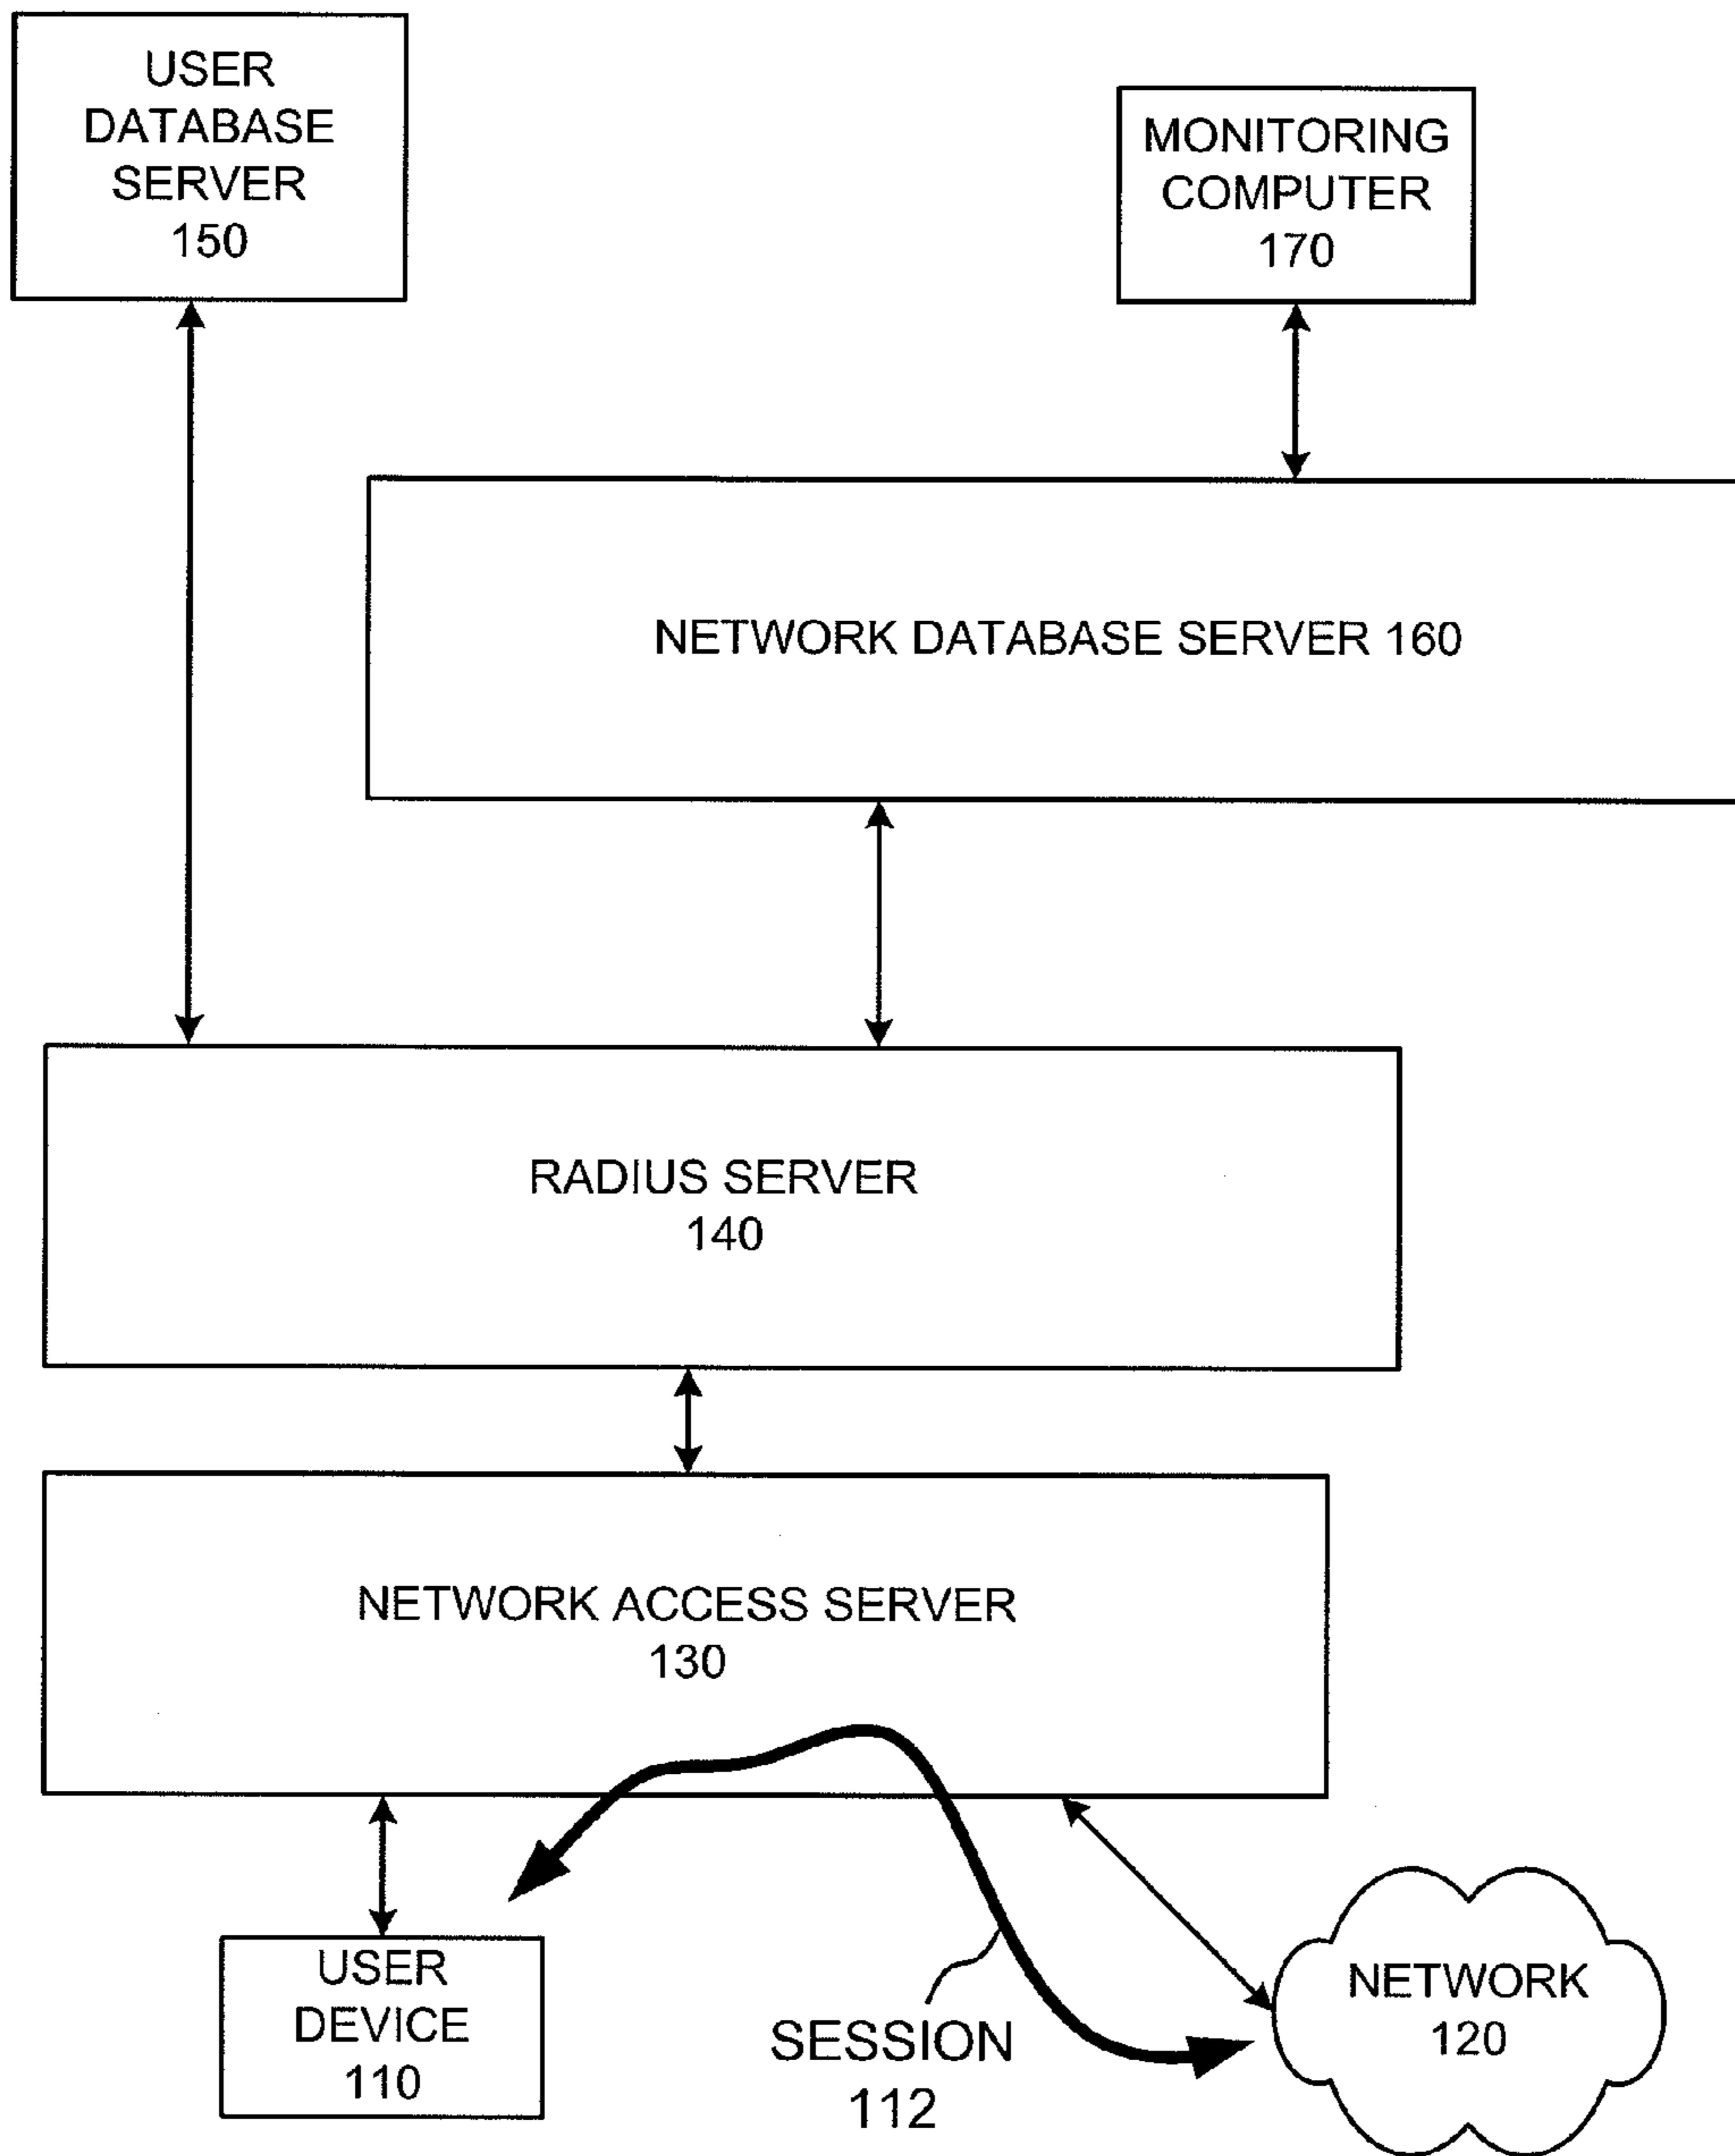 USER
DATABASE
SERVER
150
MONITORING
COMPUTER
170
NETWORK DATABASE SERVER 160
RADIUS SERVER
140
NETWORK ACCESS SERVER
130
USER
DEVICE
110
SESSION
112
NETWORK
120